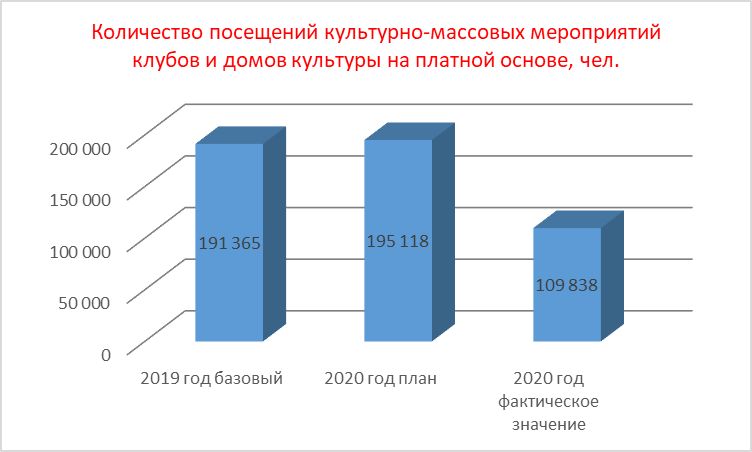 Количество посещений культурно-массовых мероприятий
клубов и домов культуры на платной основе, чел.
200 000
150 000
100 000
50 000
0
191 365
195 118
109 838
2019 год базовый
2020 год план
2020 год
фактическое
значение